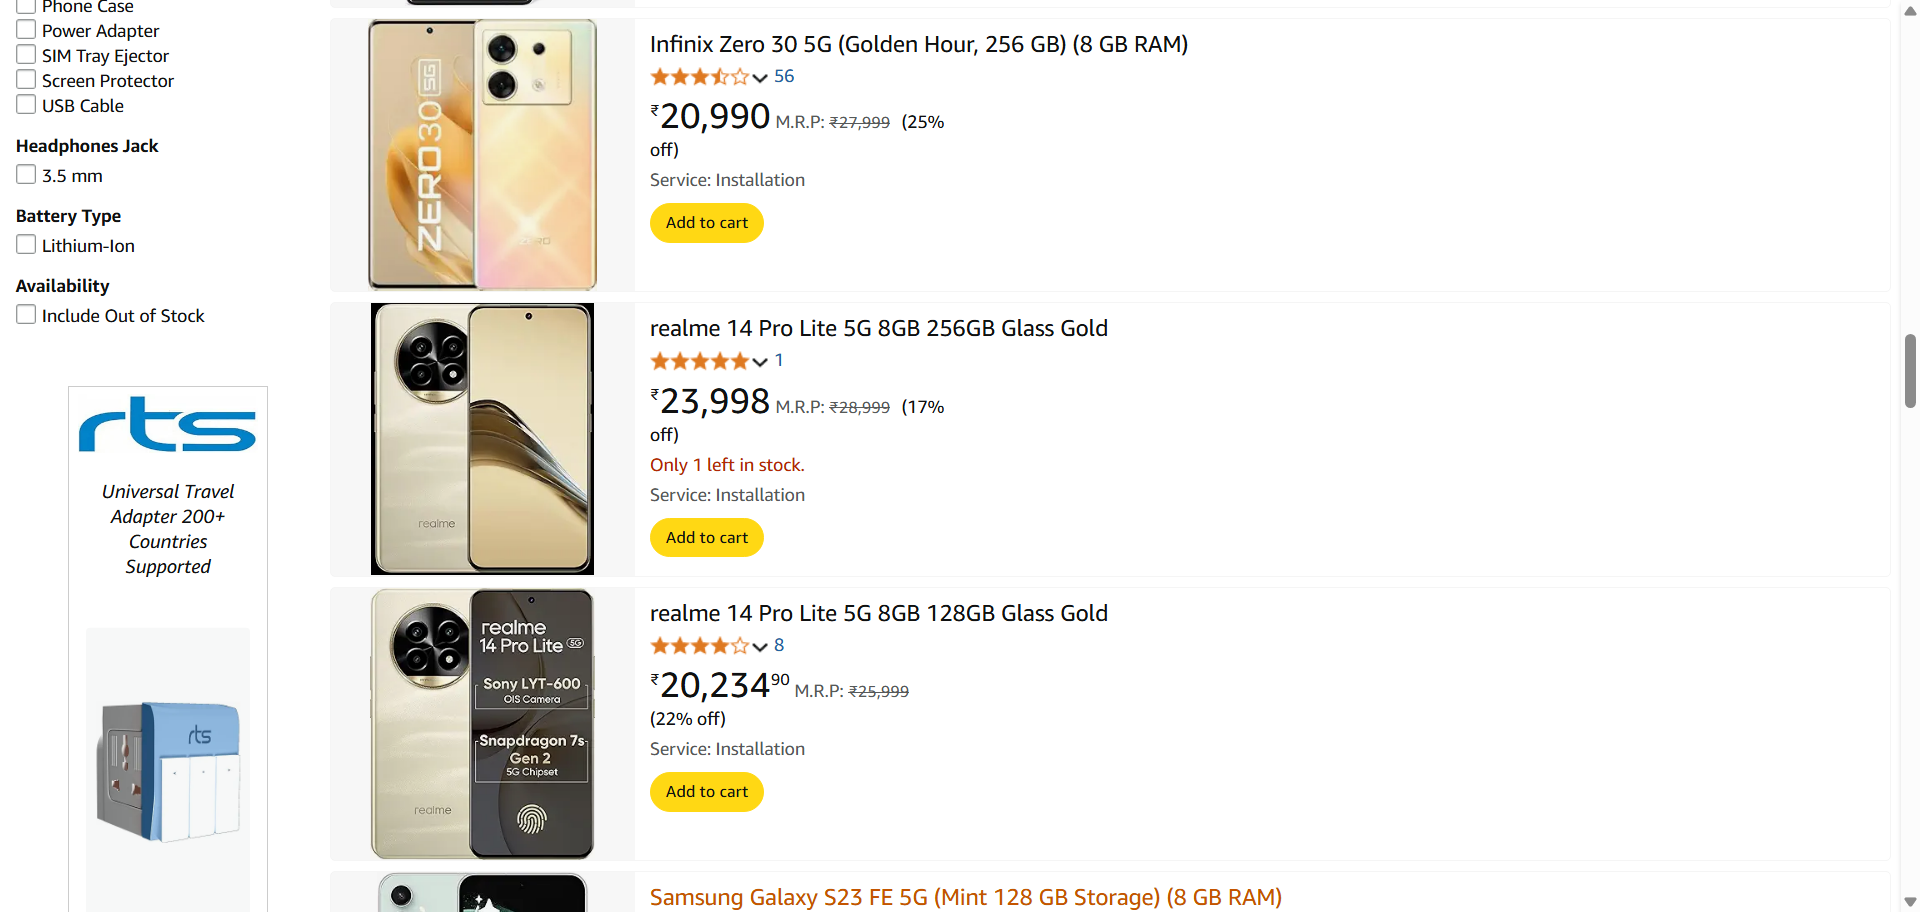 Phone Case
Power Adapter
SIM Tray Ejector
Screen Protector
USB Cable
Headphones Jack
3.5 mm
Battery Type
Lithium-Ion
Availability
Include Out of Stock
rts
Universal Travel
Adapter 200+
Countries
Supported
rts
ZERO30 5G
ZERO
Infinix Zero 30 5G (Golden Hour, 256 GB) (8 GB RAM)
56
₹20,990 M.R.P: ₹27,999 (25%
off)
Service: Installation
Add to cart
realme
realme 14 Pro Lite 5G 8GB 256GB Glass Gold
1
₹23,998 M.R.P: ₹28,999 (17%
off)
Only 1 left in stock.
Service: Installation
Add to cart
realme
realme
14 Pro Lite 5G
Sony LYT-600
OIS Camera
Snapdragon 7s
Gen 2
5G Chipset
realme 14 Pro Lite 5G 8GB 128GB Glass Gold
8
₹20,234.90 M.R.P: ₹25,999
(22% off)
Service: Installation
Add to cart
Samsung Galaxy S23 FE 5G (Mint 128 GB Storage) (8 GB RAM)